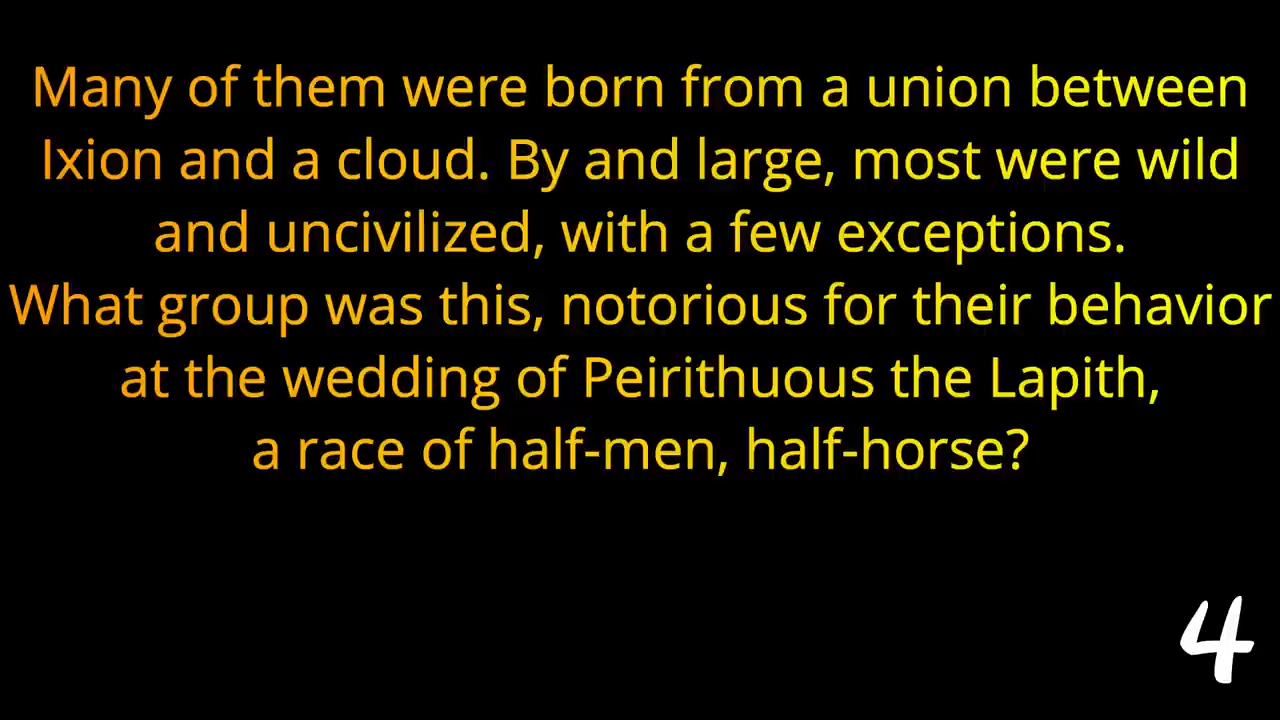 Many of them were born from a union between
Ixion and a cloud. By and large, most were wild
and uncivilized, with a few exceptions.
What group was this, notorious for their behavior
at the wedding of Peirithuous the Lapith,
a race of half-men, half-horse?
4